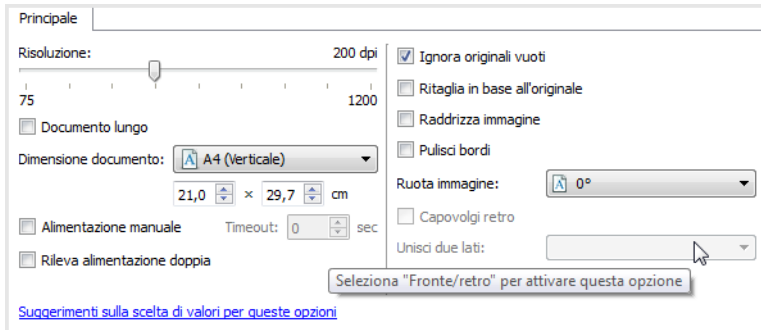 Principale
Risoluzione: 200 dpi
75 1200
Documento lungo
Dimensione documento: A A4 (Verticale)
21,0 × 29,7 cm
Alimentazione manuale Timeout: 0 sec
Rileva alimentazione doppia
Suggerimenti sulla scelta di valori per queste opzioni
Ignora originali vuoti
Ritaglia in base all'originale
Raddrizza immagine
Pulisci bordi
Ruota immagine: A 0°
Capovolgi retro
Unisci due lati:
Seleziona "Fronte/retro" per attivare questa opzione